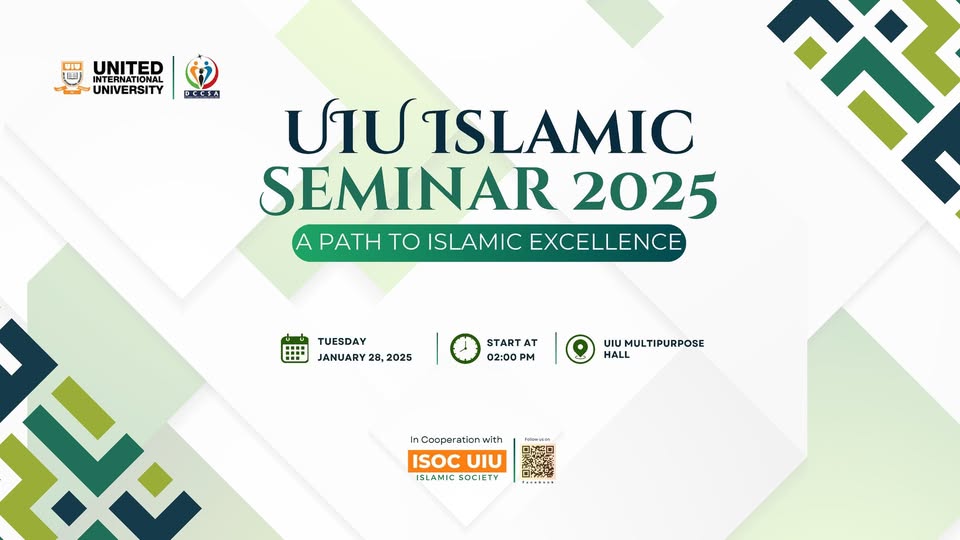 UNITED
INTERNATIONAL
UNIVERSITY
DCCSA
UIU ISLAMIC
SEMINAR 2025
A PATH TO ISLAMIC EXCELLENCE
TUESDAY
JANUARY 28, 2025
START AT
02:00 PM
UIU MULTIPURPOSE
HALL
In Cooperation with
ISOC UIU
ISLAMIC SOCIETY
Follow us on
Facebook